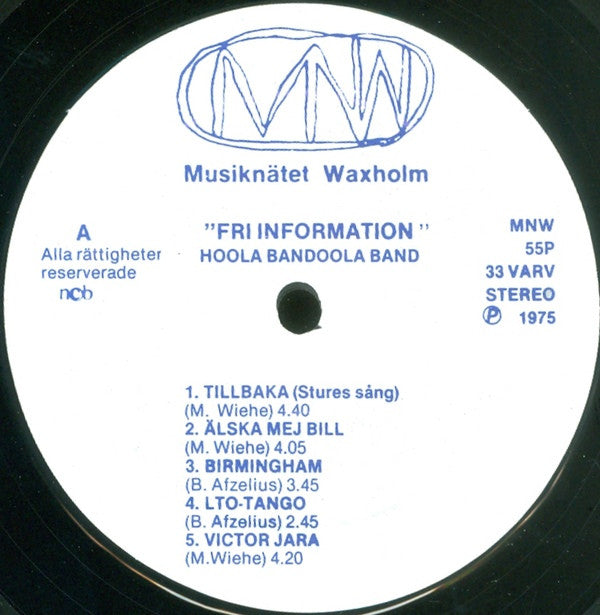 MNW
Musiknätet Waxholm
A
Alla rättigheter
reserverade
ncb
"FRI INFORMATION"
HOOLA BANDOOLA BAND
MNW
55P
33 VARV
STEREO
Ⓟ 1975
1. TILLBAKA (Stures sång)
(M. Wiehe) 4.40
2. ÄLSKA MEJ BILL
(M. Wiehe) 4.05
3. BIRMINGHAM
(B. Afzelius) 3.45
4. LTO-TANGO
(B. Afzelius) 2.45
5. VICTOR JARA
(M.Wiehe) 4.20